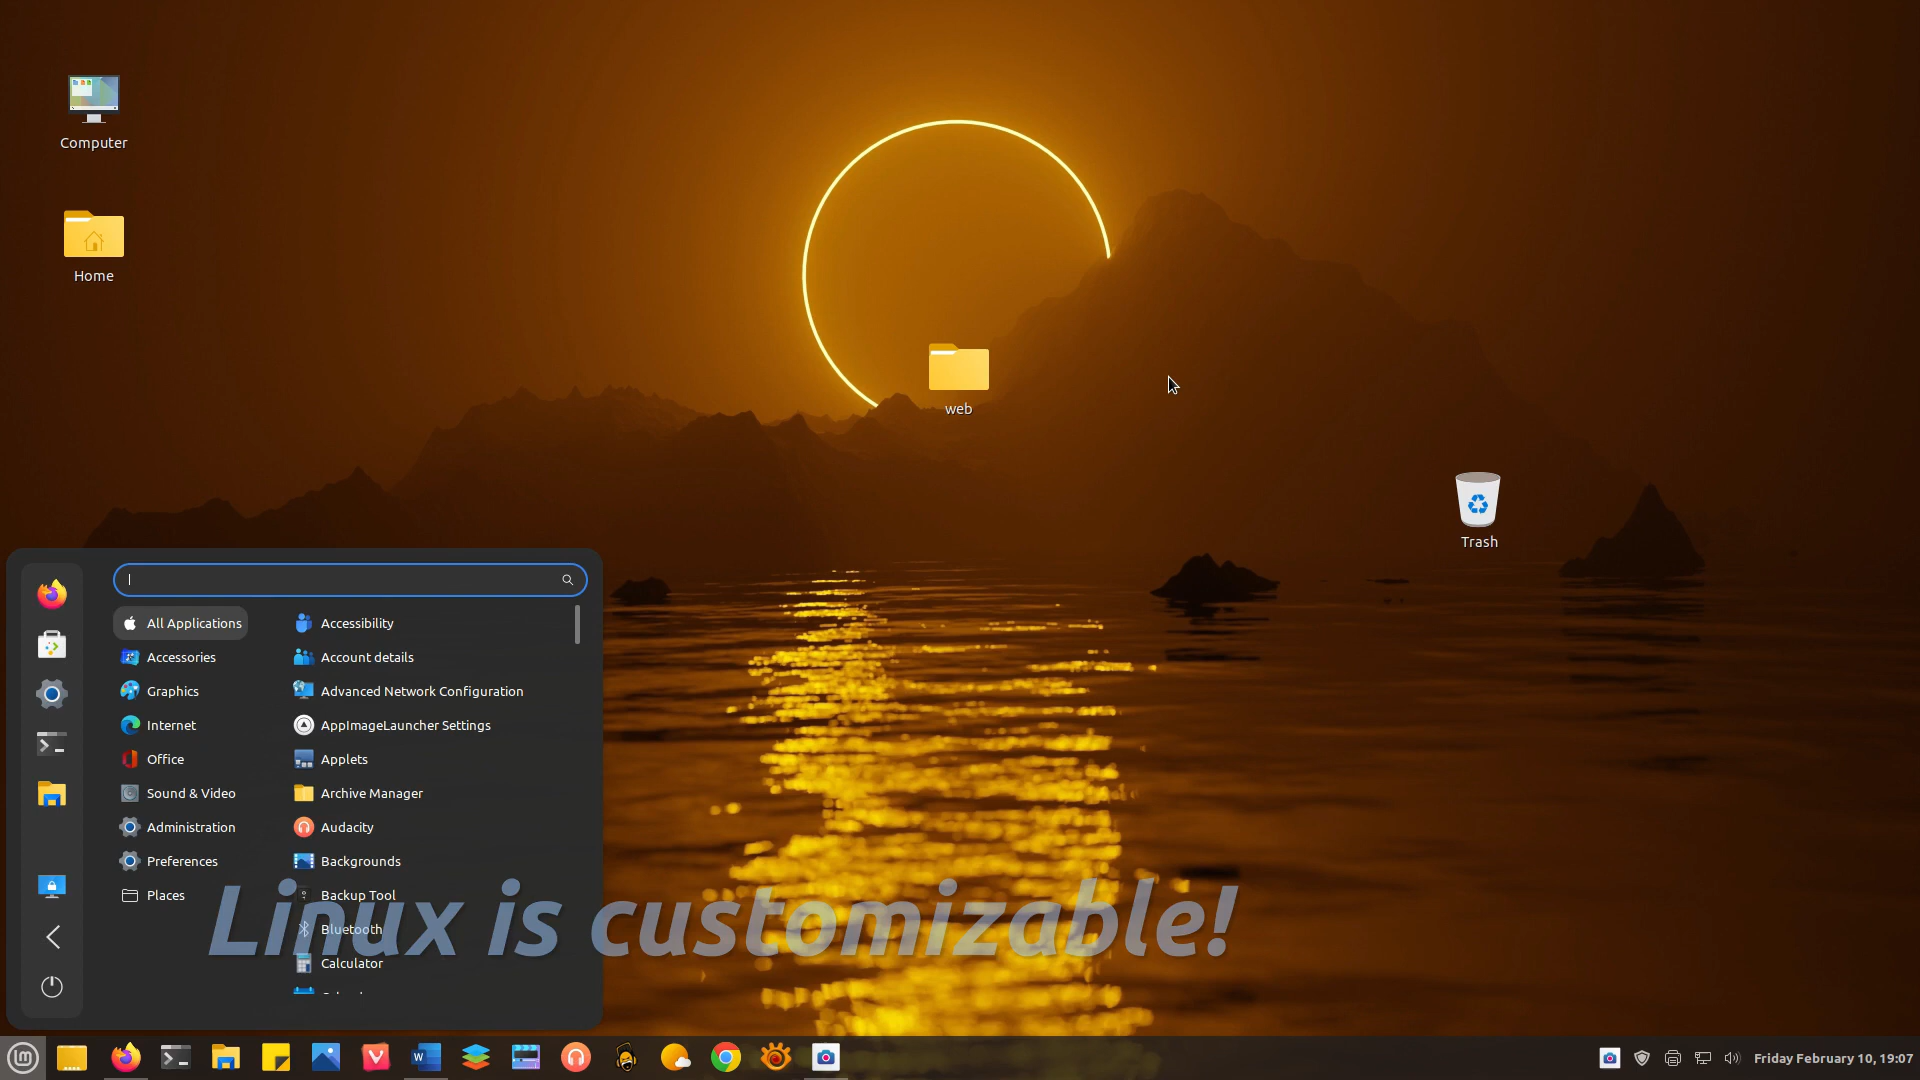 Computer
Home
web
Trash
All Applications
Accessories
Graphics
Internet
Office
Sound & Video
Administration
Preferences
Places
Accessibility
Account details
Advanced Network Configuration
AppImageLauncher Settings
Applets
Archive Manager
Audacity
Backgrounds
Backup Tool
Bluetooth
Calculator
Linux is customizable!
Friday February 10, 19:07